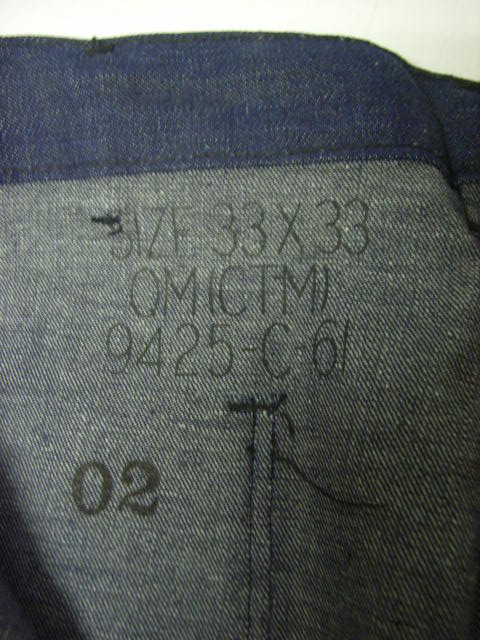 SIZE 33 X 33
QM(CTM)
9425-C-61
02